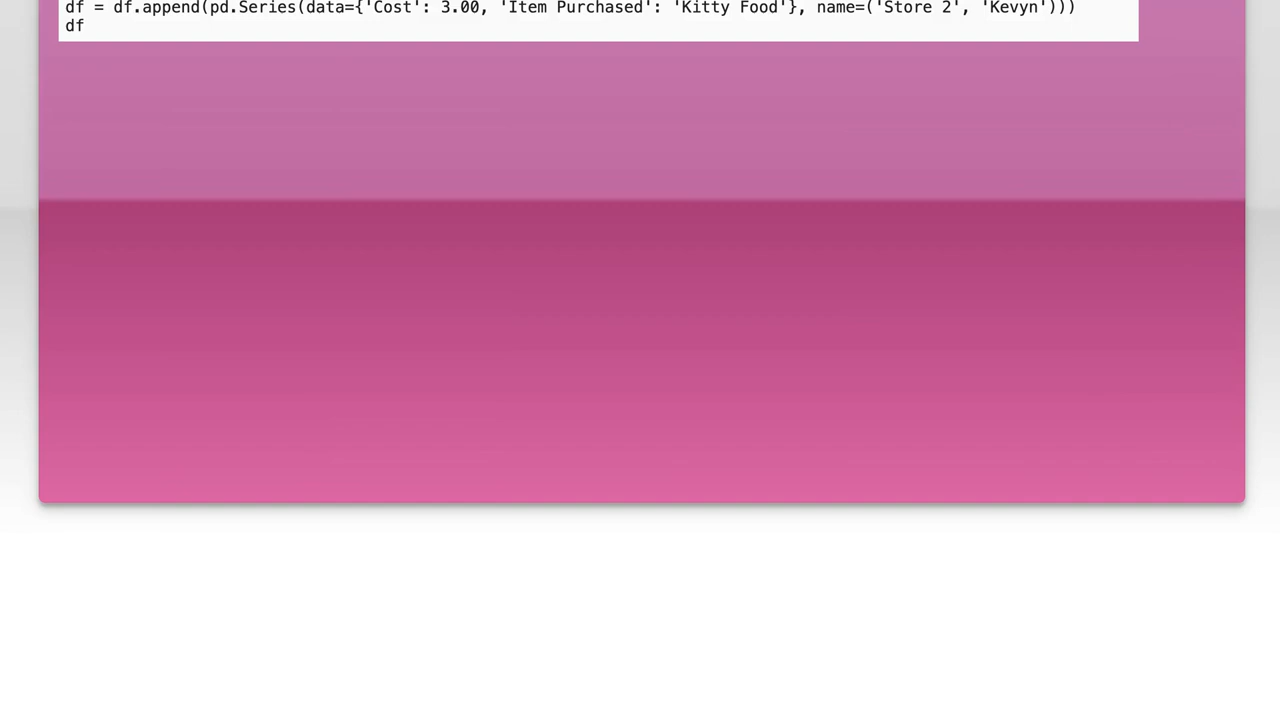 df = df.append(pd.Series(data={'Cost': 3.00, 'Item Purchased': 'Kitty Food'}, name=('Store 2', 'Kevyn')))
df